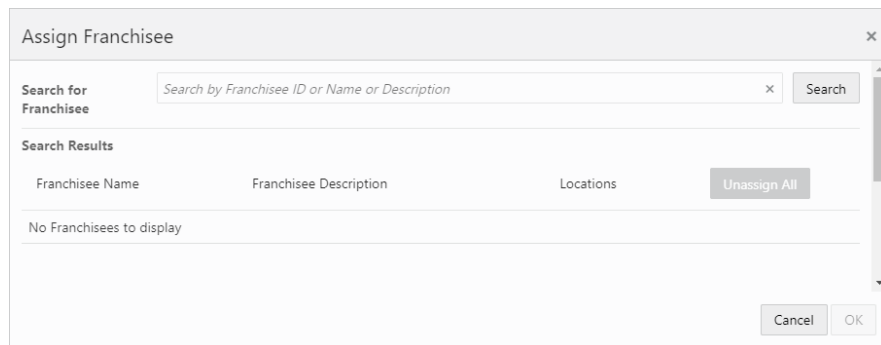 Assign Franchisee
Search for
Franchisee
Search by Franchisee ID or Name or Description
Search
Search Results
Franchisee Name Franchisee Description Locations Unassign All
No Franchisees to display
Cancel OK